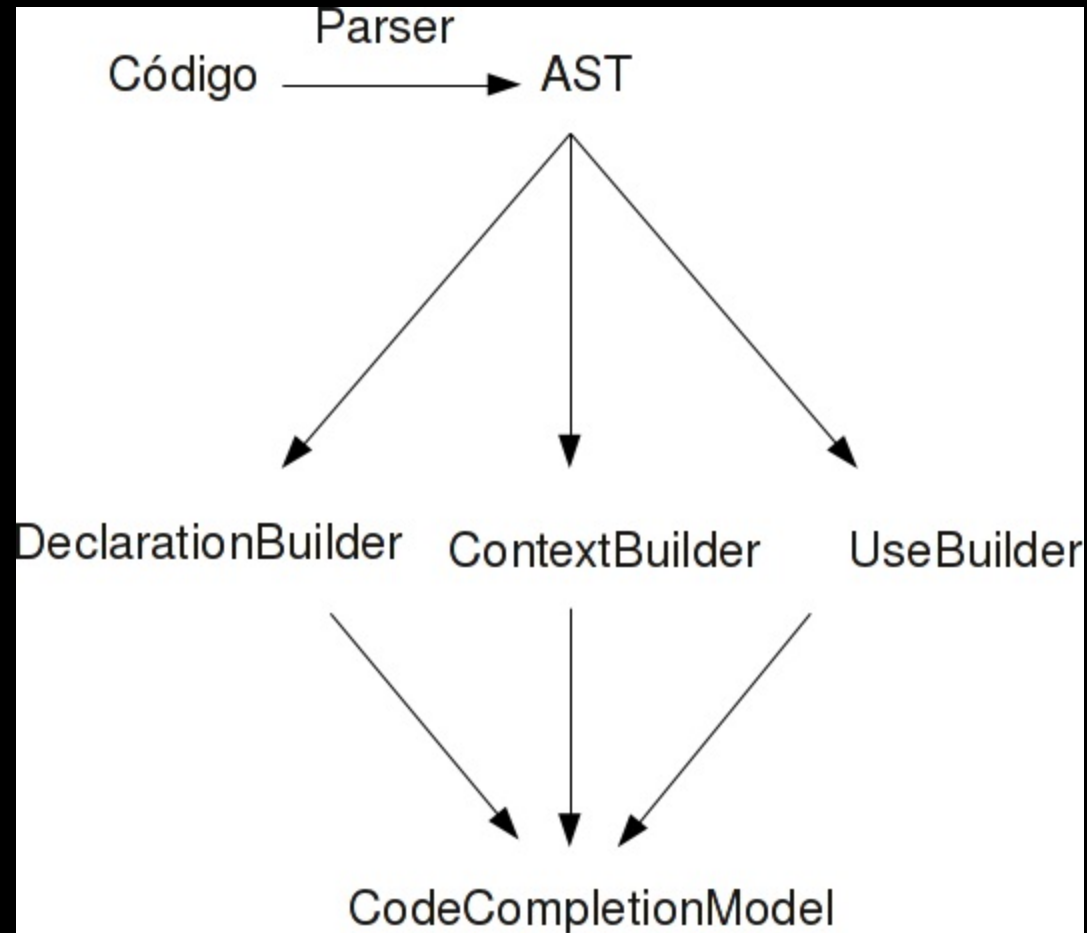 Parser
Código
AST
DeclarationBuilder
ContextBuilder
UseBuilder
CodeCompletionModel